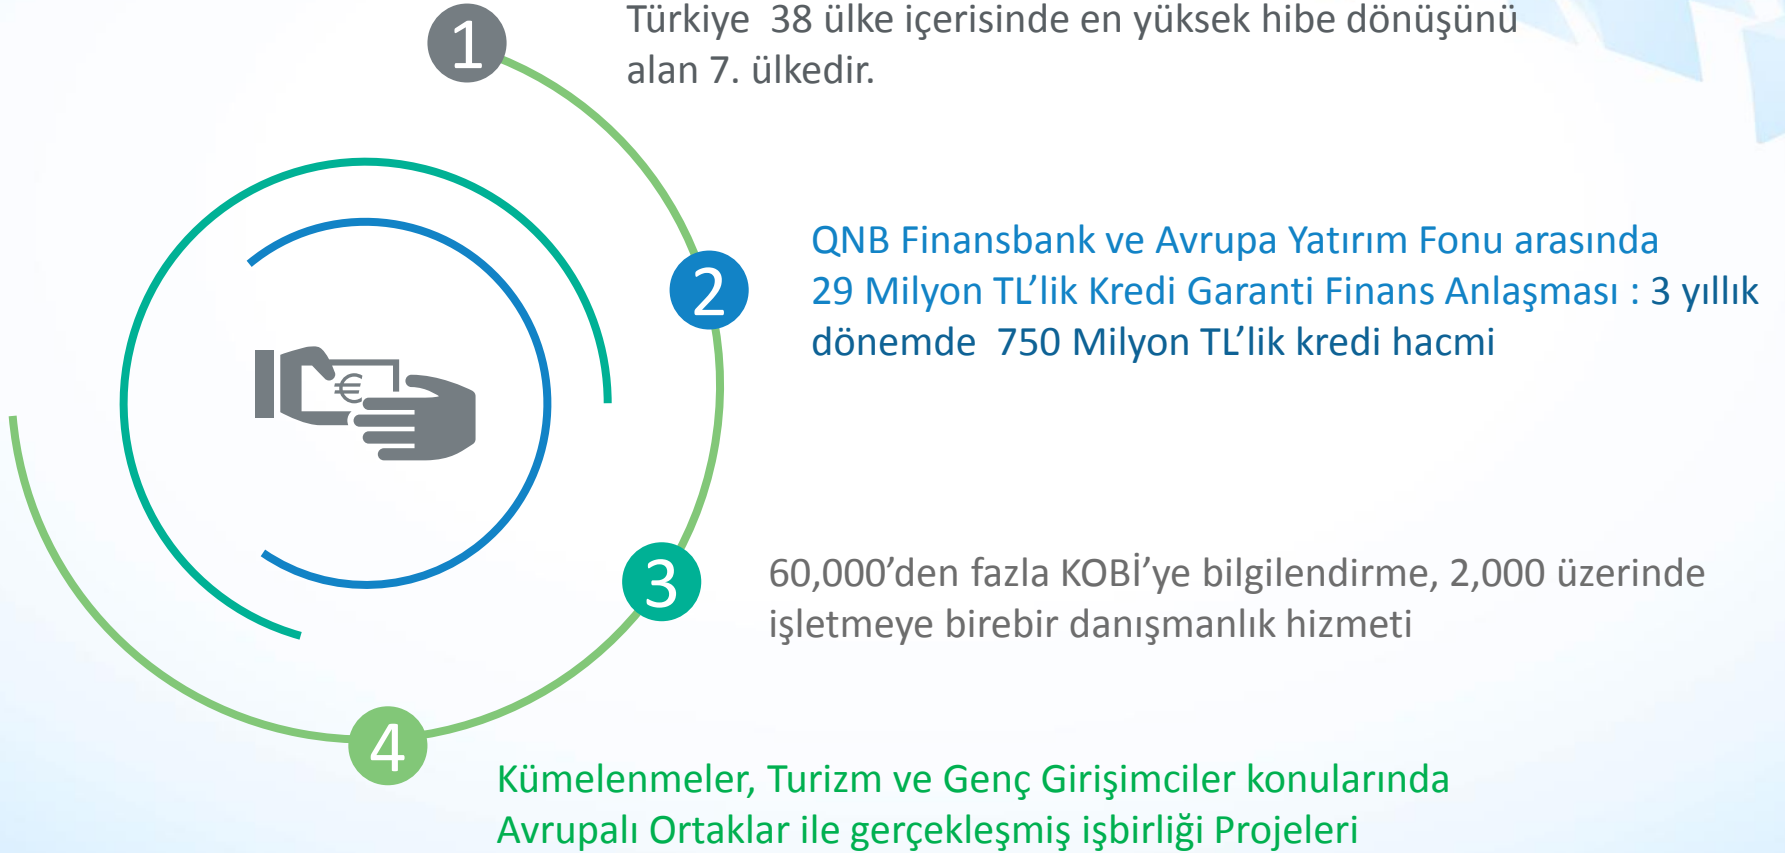 1
Türkiye 38 ülke içerisinde en yüksek hibe dönüşünü
alan 7. ülkedir.
2
QNB Finansbank ve Avrupa Yatırım Fonu arasında
29 Milyon TL’lik Kredi Garanti Finans Anlaşması : 3 yıllık
dönemde 750 Milyon TL’lik kredi hacmi
€
3
60,000’den fazla KOBİ’ye bilgilendirme, 2,000 üzerinde
işletmeye birebir danışmanlık hizmeti
4
Kümelenmeler, Turizm ve Genç Girişimciler konularında
Avrupalı Ortaklar ile gerçekleşmiş işbirliği Projeleri